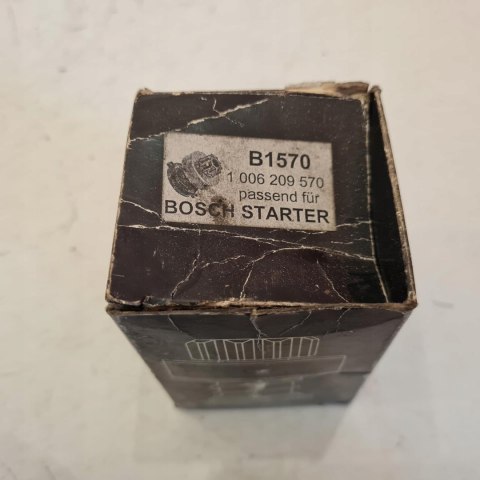 B1570
1 006 209 570
passend für
BOSCH STARTER